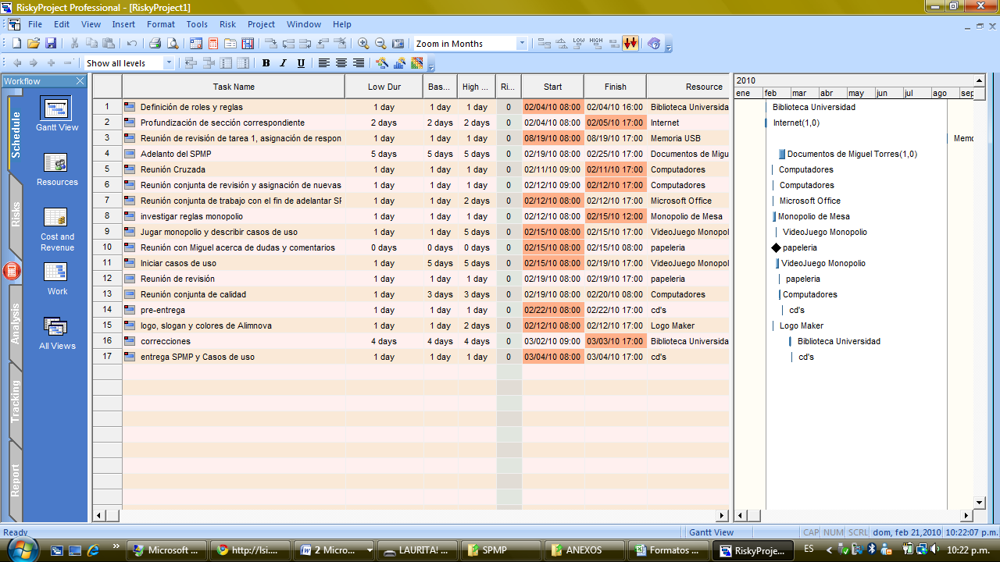 RiskyProject Professional - [RiskyProject1]
File Edit View Insert Format Tools Risk Project Window Help
Zoom in Months LOW HIGH
Show all levels B I U
Workflow
Schedule
Risks
Analysis
Tracking
Report
Gantt View
Resources
Cost and
Revenue
Work
All Views
Task Name Low Dur Bas... High ... Ri... Start Finish Resource
1 Definición de roles y reglas 1 day 1 day 1 day 0 02/04/10 08:00 02/04/10 16:00 Biblioteca Universida
2 Profundización de sección correspondiente 2 days 2 days 2 days 0 02/04/10 08:00 02/05/10 17:00 Internet
3 Reunión de revisión de tarea 1, asignación de respon 1 day 1 day 1 day 0 08/19/10 08:00 08/19/10 17:00 Memoria USB
4 Adelanto del SPMP 5 days 5 days 5 days 0 02/19/10 08:00 02/25/10 17:00 Documentos de Migu
5 Reunión Cruzada 1 day 1 day 1 day 0 02/11/10 09:00 02/11/10 17:00 Computadores
6 Reunión conjunta de revisión y asignación de nuevas 1 day 1 day 1 day 0 02/12/10 09:00 02/12/10 17:00 Computadores
7 Reunión conjunta de trabajo con el fin de adelantar SP 1 day 1 day 2 days 0 02/12/10 08:00 02/12/10 17:00 Microsoft Office
8 investigar reglas monopolio 1 day 1 day 1 day 0 02/12/10 08:00 02/15/10 12:00 Monopolio de Mesa
9 Jugar monopolio y describir casos de uso 1 day 1 day 5 days 0 02/15/10 08:00 02/15/10 17:00 VideoJuego Monopol
10 Reunión con Miguel acerca de dudas y comentarios 0 days 0 days 0 days 0 02/15/10 08:00 02/15/10 08:00 papeleria
11 Iniciar casos de uso 1 day 5 days 5 days 0 02/15/10 08:00 02/19/10 17:00 VideoJuego Monopol
12 Reunión de revisión 1 day 1 day 1 day 0 02/19/10 08:00 02/19/10 17:00 papeleria
13 Reunión conjunta de calidad 1 day 3 days 3 days 0 02/19/10 08:00 02/20/10 08:00 Computadores
14 pre-entrega 1 day 1 day 1 day 0 02/22/10 08:00 02/22/10 17:00 cd's
15 logo, slogan y colores de Alimnova 1 day 1 day 2 days 0 02/12/10 08:00 02/12/10 17:00 Logo Maker
16 correcciones 4 days 4 days 4 days 0 03/02/10 09:00 03/03/10 17:00 Biblioteca Universida
17 entrega SPMP y Casos de uso 1 day 1 day 1 day 0 03/04/10 08:00 03/04/10 17:00 cd's
2010
ene feb mar abr may jun jul ago sep
Biblioteca Universidad
Internet(1,0)
Memo
Documentos de Miguel Torres(1,0)
Computadores
Computadores
Microsoft Office
Monopolio de Mesa
VideoJuego Monopolio
papeleria
VideoJuego Monopolio
papeleria
Computadores
cd's
Logo Maker
Biblioteca Universidad
cd's
Ready Gantt View CAP NUM SCRL dom, feb 21,2010 10:22:07 p.m.
» Microsoft ... http://lsi.... 2 Micro... LAURITA! ... SPMP ANEXOS Formatos ... RiskyProje... ES 10:22 p.m.